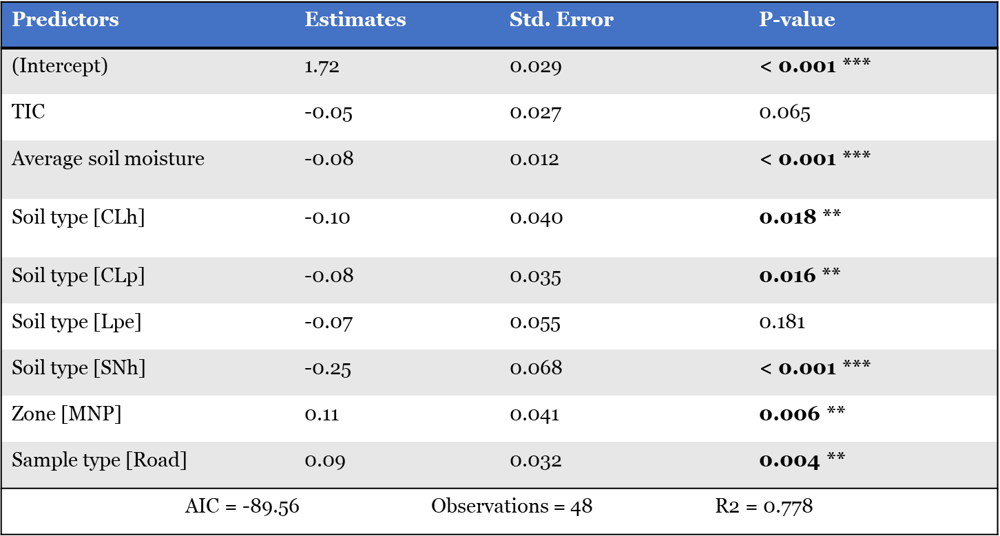 Predictors Estimates Std. Error P-value
(Intercept) 1.72 0.029 < 0.001 ***
TIC -0.05 0.027 0.065
Average soil moisture -0.08 0.012 < 0.001 ***
Soil type [CLh] -0.10 0.040 0.018 **
Soil type [CLp] -0.08 0.035 0.016 **
Soil type [Lpe] -0.07 0.055 0.181
Soil type [SNh] -0.25 0.068 < 0.001 ***
Zone [MNP] 0.11 0.041 0.006 **
Sample type [Road] 0.09 0.032 0.004 **
AIC = -89.56 Observations = 48 R2 = 0.778